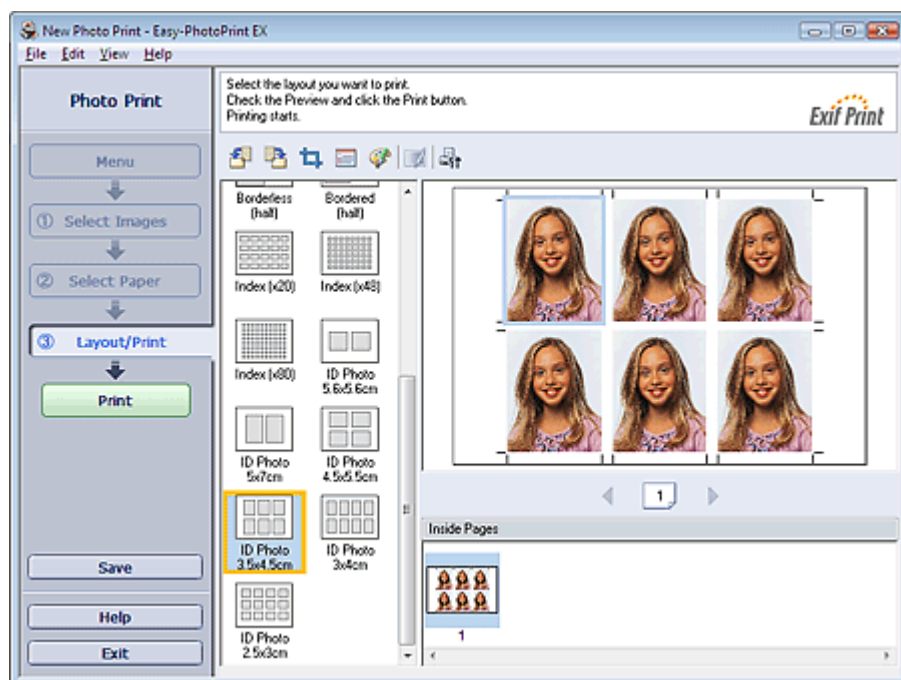 New Photo Print - Easy-PhotoPrint EX
File Edit View Help
Photo Print
Select the layout you want to print.
Check the Preview and click the Print button.
Printing starts.
Exif Print
Menu
① Select Images
② Select Paper
③ Layout/Print
Print
Save
Help
Exit
Borderless
(half)
Bordered
(half)
Index (x20)
Index (x48)
Index (x80)
ID Photo
5.6x5.6cm
ID Photo
5x7cm
ID Photo
4.5x5.5cm
ID Photo
3.5x4.5cm
ID Photo
3x4cm
ID Photo
2.5x3cm
1
Inside Pages
1